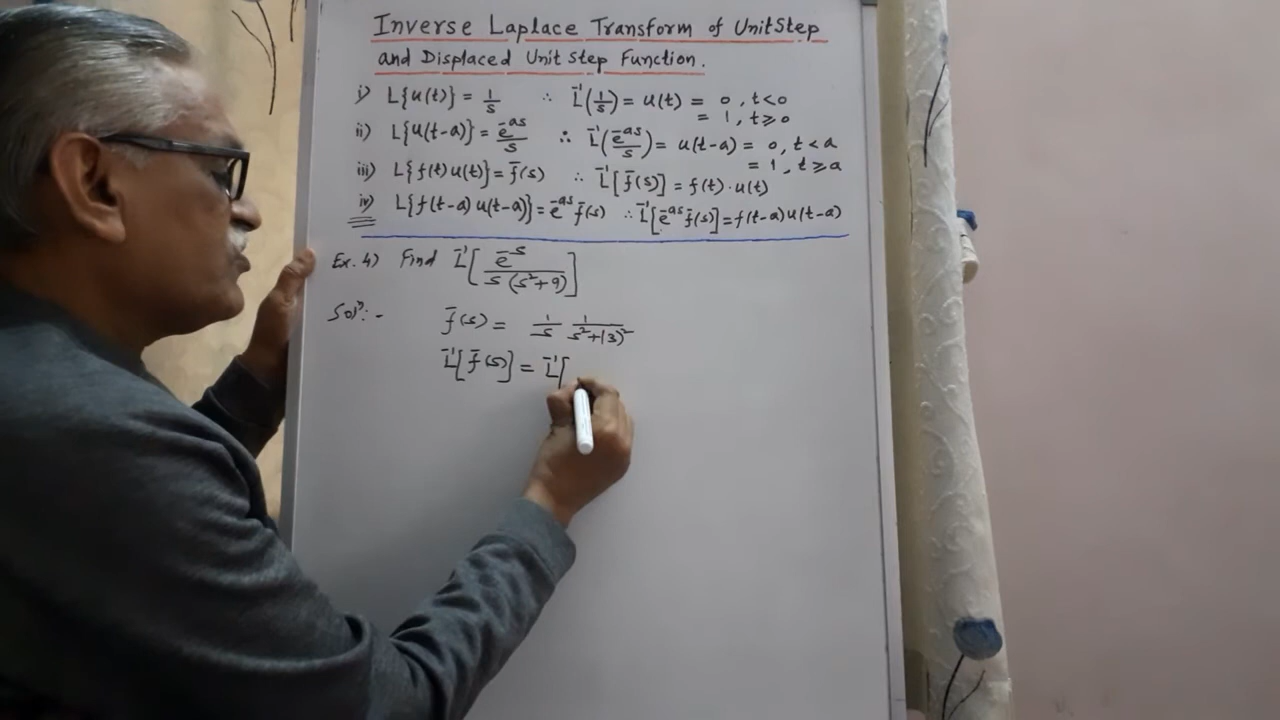 Inverse Laplace Transform of Unit Step
and Displaced Unit Step Function.
i) L{u(t)} = 1/s ∴ L⁻¹(1/s) = u(t) = 0, t<0
= 1, t≥0
ii) L{u(t-a)} = e^-as/s ∴ L⁻¹(e^-as/s) = u(t-a) = 0, t<a
= 1, t≥a
iii) L{f(t)u(t)} = f̄(s) ∴ L⁻¹[f̄(s)] = f(t)·u(t)
iv) L{f(t-a)u(t-a)} = e^-as f̄(s) ∴ L⁻¹[e^-as f̄(s)] = f(t-a)u(t-a)
Ex. 4) Find L⁻¹[e^-s / s(s²+9)]
Solⁿ:-
f̄(s) = 1/s 1/(s²+(3)²)
L⁻¹[f̄(s)] = L⁻¹[